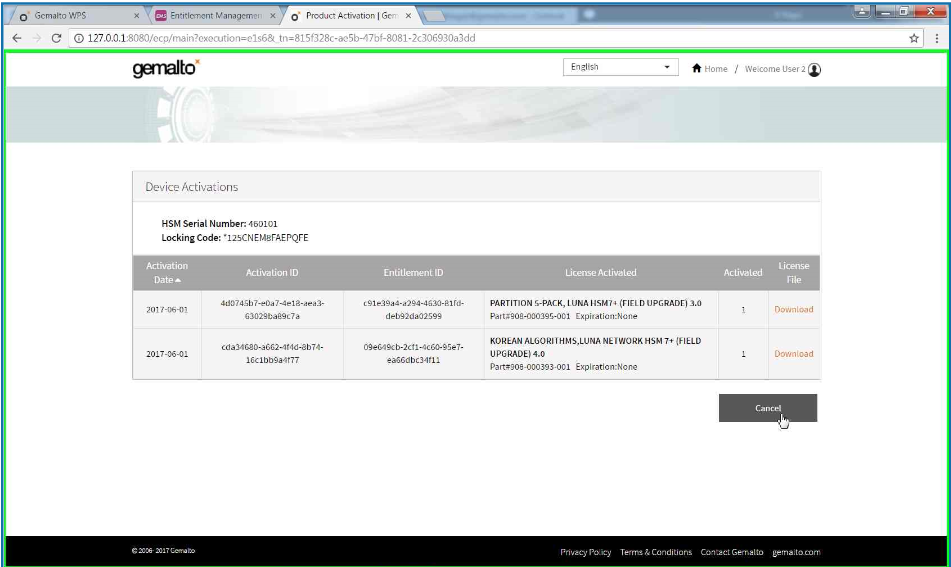 Gemalto WPS
EMS Entitlement Managemen
Product Activation | Gem
127.0.0.1:8080/ecp/main?execution=e1s6&_tn=815f328c-ae5b-47bf-8081-2c306930a3dd
gemalto
English
Home / Welcome User 2
Device Activations
HSM Serial Number: 460101
Locking Code: *125CNEM8FAEPQFE
Activation Date
Activation ID
Entitlement ID
License Activated
Activated
License File
2017-06-01
4d0745b7-e0a7-4e18-aea3-
63029ba89c7a
c91e39a4-a294-4630-81fd-
deb92da02599
PARTITION 5-PACK, LUNA HSM7+ (FIELD UPGRADE) 3.0
Part#908-000395-001 Expiration:None
1
Download
2017-06-01
cda34680-a662-4f4d-8b74-
16c1bb9a4f77
09e649cb-2cf1-4c60-95e7-
ea66dbc34f11
KOREAN ALGORITHMS,LUNA NETWORK HSM 7+ (FIELD
UPGRADE) 4.0
Part#908-000393-001 Expiration:None
1
Download
Cancel
© 2006- 2017 Gemalto
Privacy Policy Terms & Conditions Contact Gemalto gemalto.com